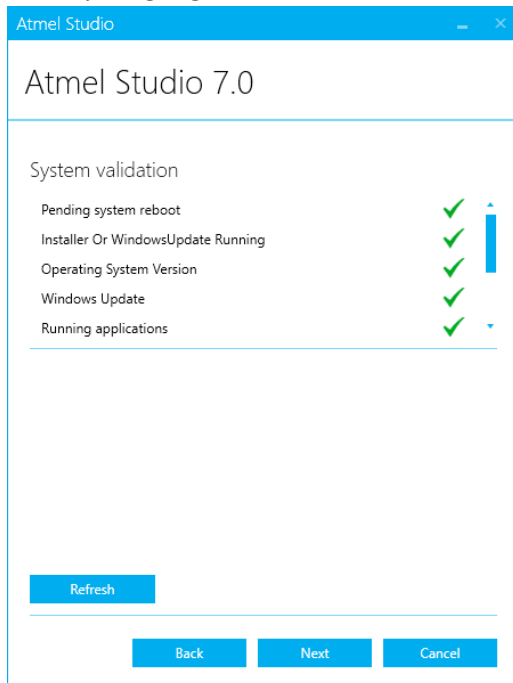 Atmel Studio
Atmel Studio 7.0
System validation
Pending system reboot
Installer Or WindowsUpdate Running
Operating System Version
Windows Update
Running applications
Refresh
Back Next Cancel